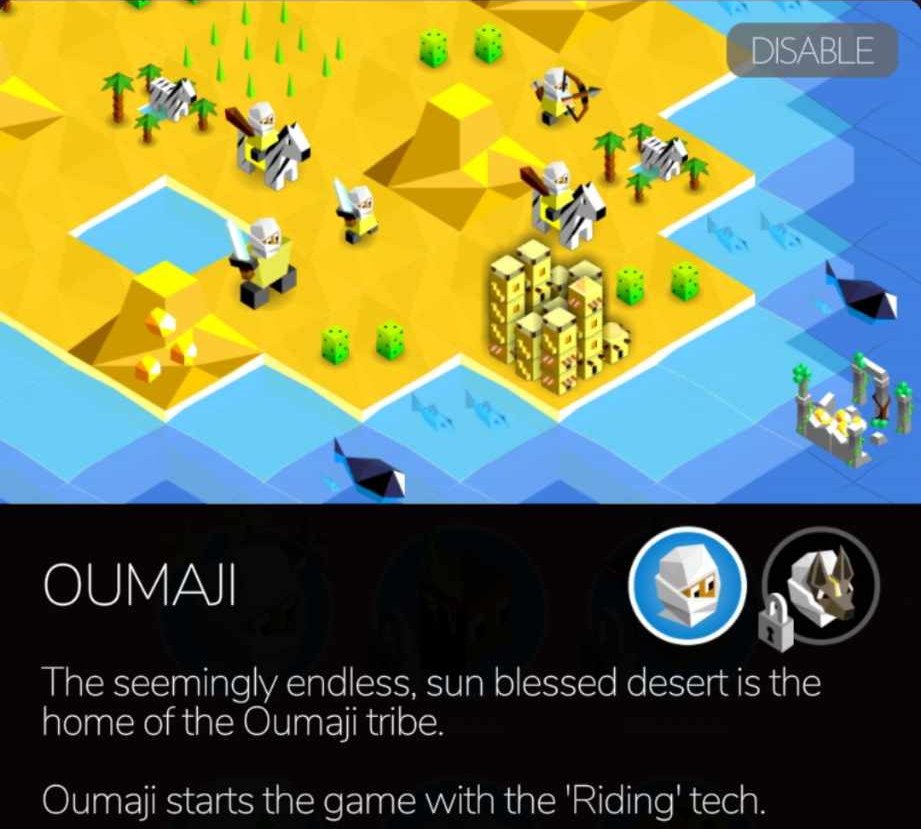 DISABLE
OUMAJI
The seemingly endless, sun blessed desert is the
home of the Oumaji tribe.
Oumaji starts the game with the 'Riding' tech.